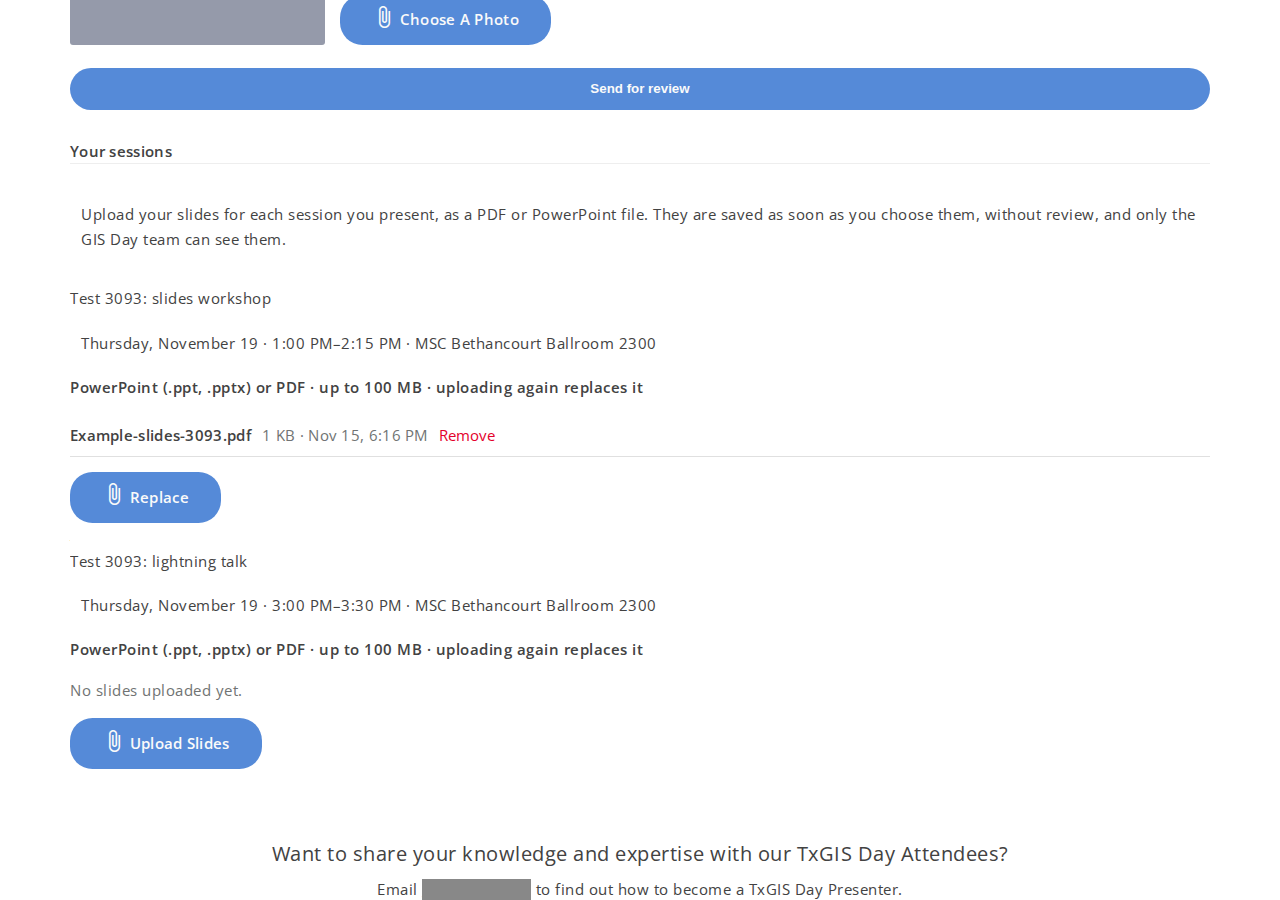 Choose A Photo
Send for review
Your sessions
Upload your slides for each session you present, as a PDF or PowerPoint file. They are saved as soon as you choose them, without review, and only the
GIS Day team can see them.
Test 3093: slides workshop
Thursday, November 19 · 1:00 PM–2:15 PM · MSC Bethancourt Ballroom 2300
PowerPoint (.ppt, .pptx) or PDF · up to 100 MB · uploading again replaces it
Example-slides-3093.pdf 1 KB · Nov 15, 6:16 PM Remove
Replace
Test 3093: lightning talk
Thursday, November 19 · 3:00 PM–3:30 PM · MSC Bethancourt Ballroom 2300
PowerPoint (.ppt, .pptx) or PDF · up to 100 MB · uploading again replaces it
No slides uploaded yet.
Upload Slides
Want to share your knowledge and expertise with our TxGIS Day Attendees?
Email to find out how to become a TxGIS Day Presenter.